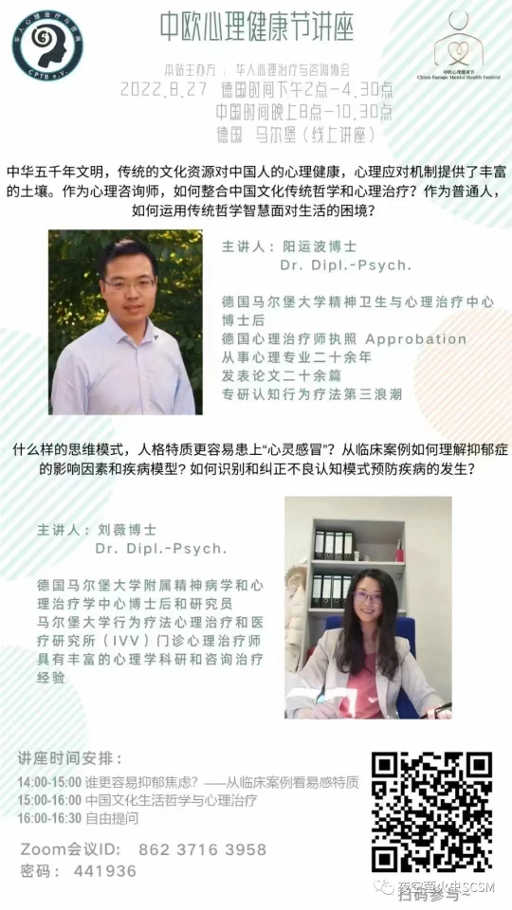 华人心理治疗与咨询协会
CPTB e.V.
中欧心理健康节讲座
中欧心理健康节
本站主办方：华人心理治疗与咨询协会
2022.8.27 德国时间下午2点-4.30点
中国时间晚上8点-10.30点
德国 马尔堡（线上讲座）
中华五千年文明，传统的文化资源对中国人的心理健康，心理应对机制提供了丰富
的土壤。作为心理咨询师，如何整合中国文化传统哲学和心理治疗？作为普通人，
如何运用传统哲学智慧面对生活的困境？
主讲人：阳运波博士
Dr. Dipl.-Psych.
德国马尔堡大学精神卫生与心理治疗中心
博士后
德国心理治疗师执照 Approbation
从事心理专业二十余年
发表论文二十余篇
专研认知行为疗法第三浪潮
什么样的思维模式，人格特质更容易患上“心灵感冒”？从临床案例如何理解抑郁症
的影响因素和疾病模型? 如何识别和纠正不良认知模式预防疾病的发生？
主讲人：刘薇博士
Dr. Dipl.-Psych.
德国马尔堡大学附属精神病学和心
理治疗学中心博士后和研究员
马尔堡大学行为疗法心理治疗和医
疗研究所（IVV）门诊心理治疗师
具有丰富的心理学科研和咨询治疗
经验
讲座时间安排：
14:00-15:00 谁更容易抑郁焦虑？——从临床案例看易感特质
15:00-16:00 中国文化生活哲学与心理治疗
16:00-16:30 自由提问
Zoom会议ID: 862 3716 3958
密码：441936
扫码参与~